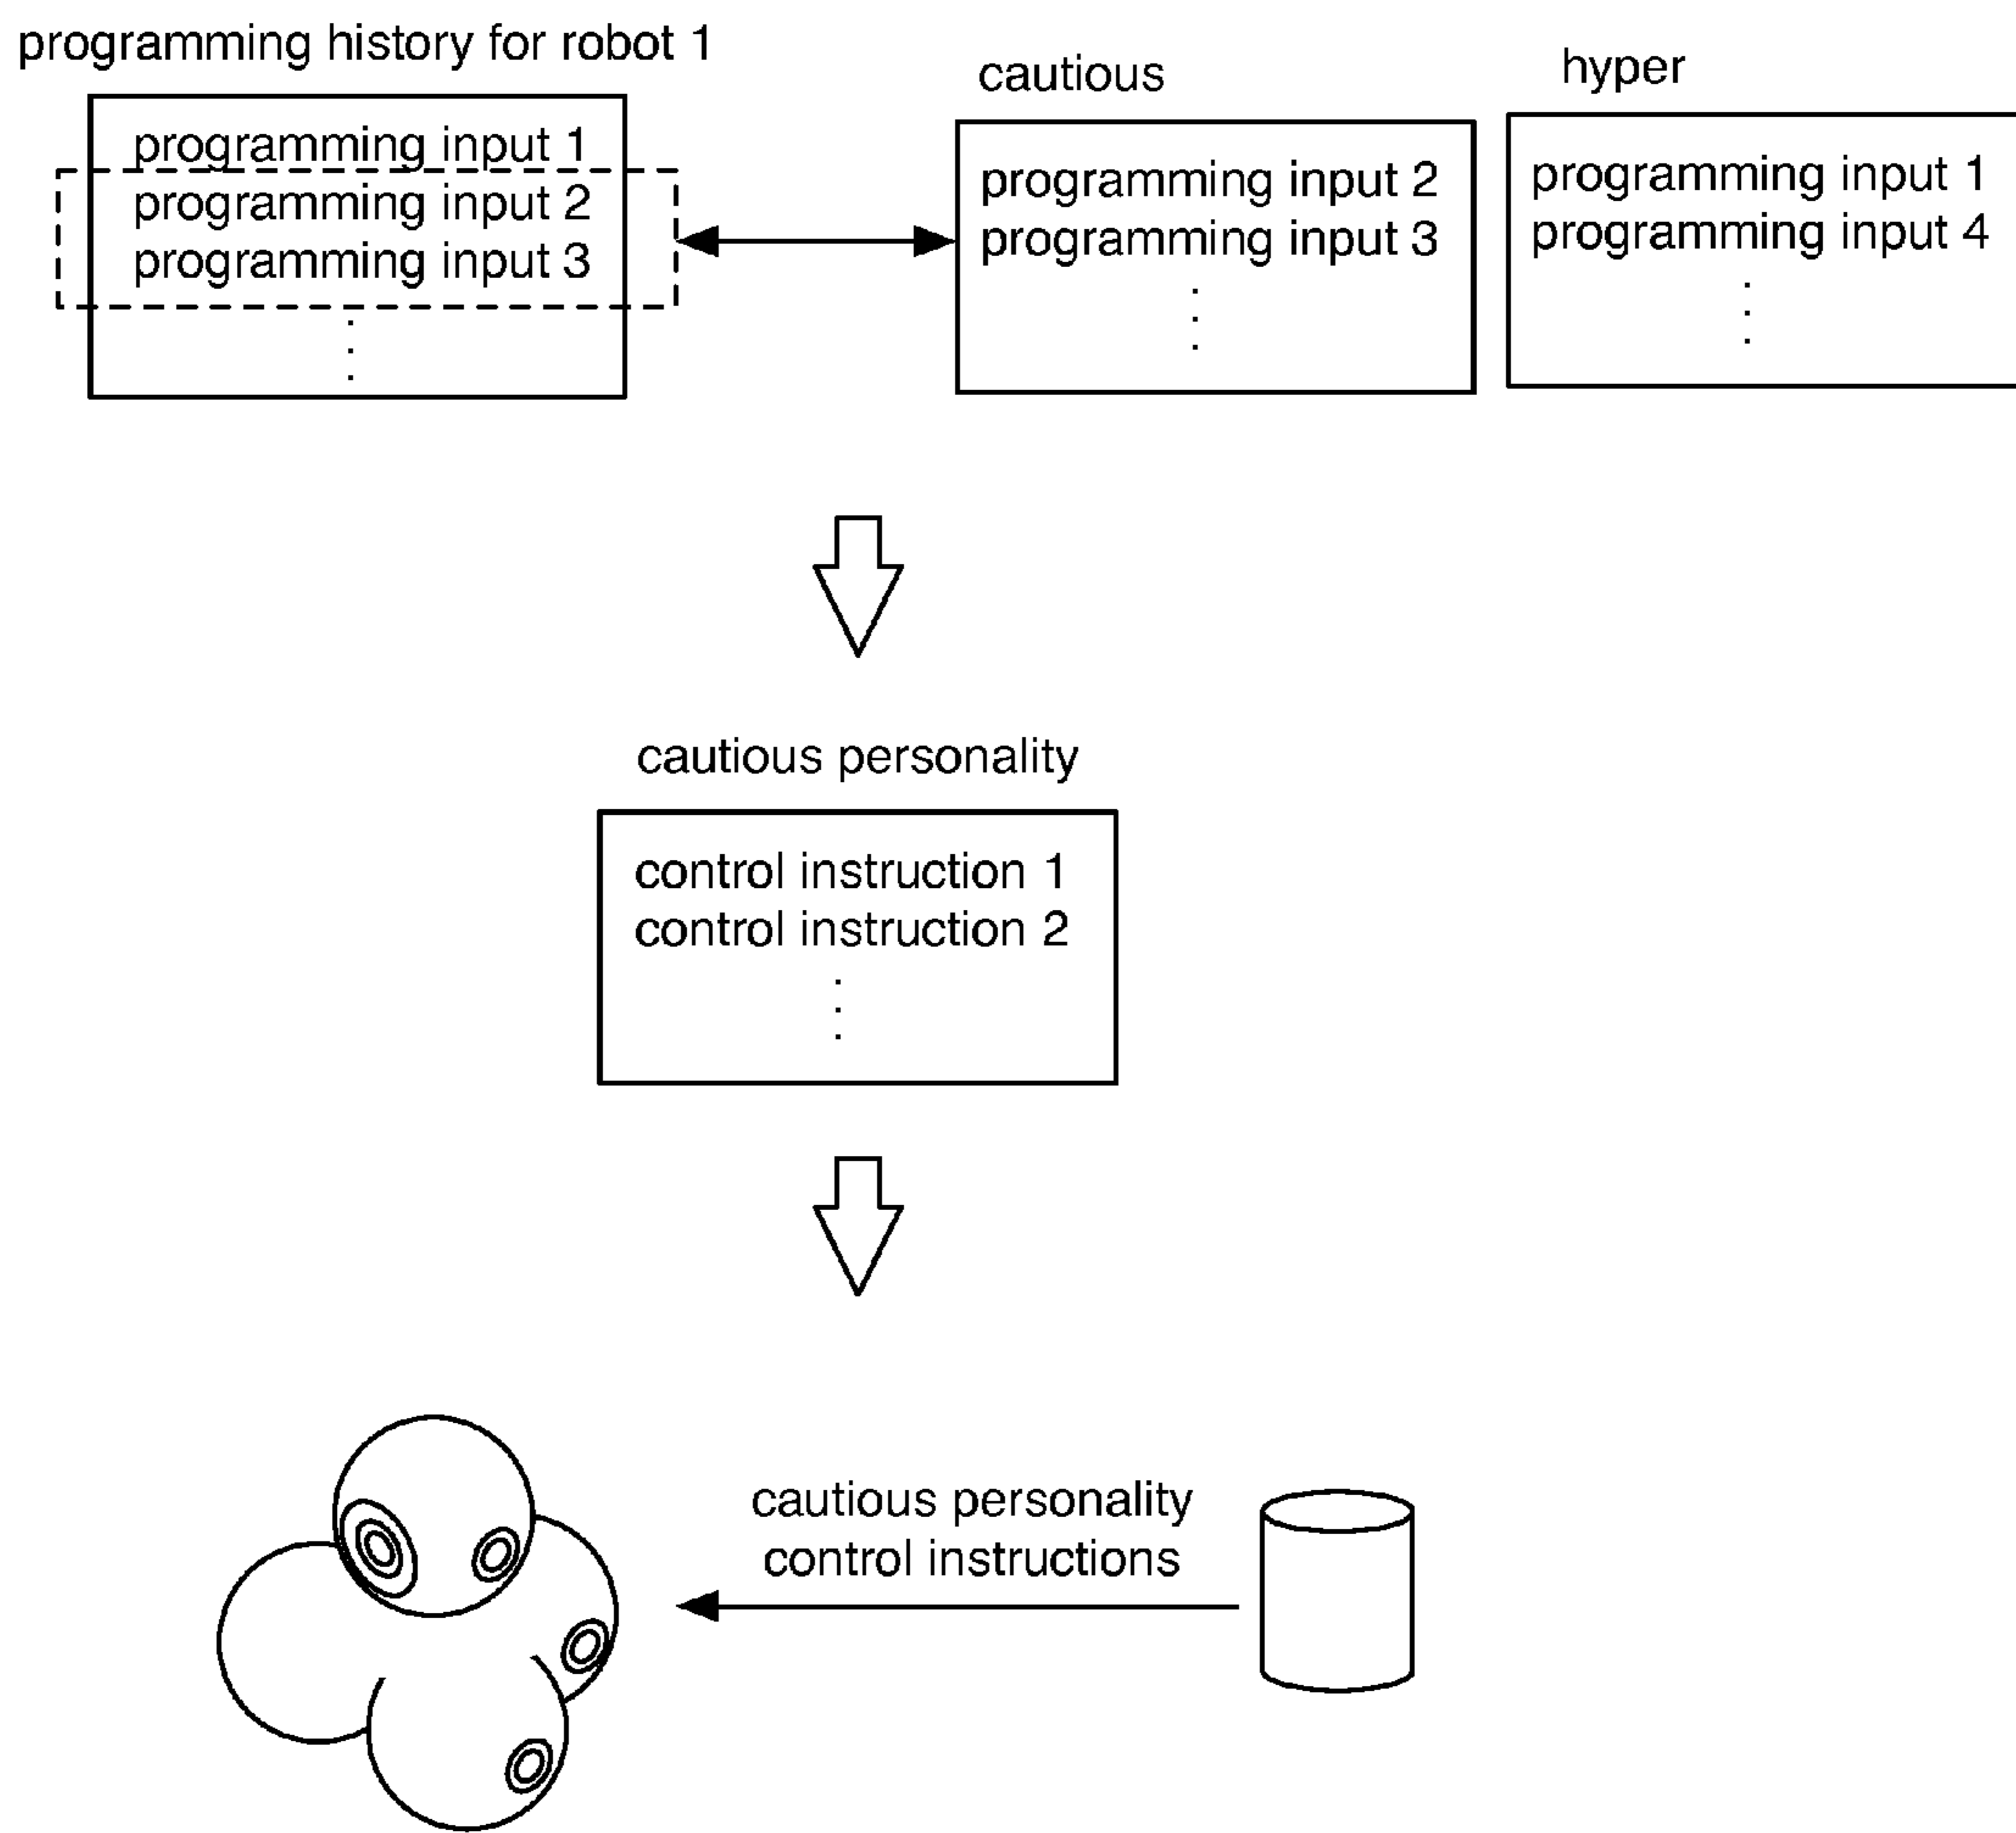 programming history for robot 1
programming input 1
programming input 2
programming input 3
cautious
programming input 2
programming input 3
hyper
programming input 1
programming input 4
cautious personality
control instruction 1
control instruction 2
cautious personality
control instructions